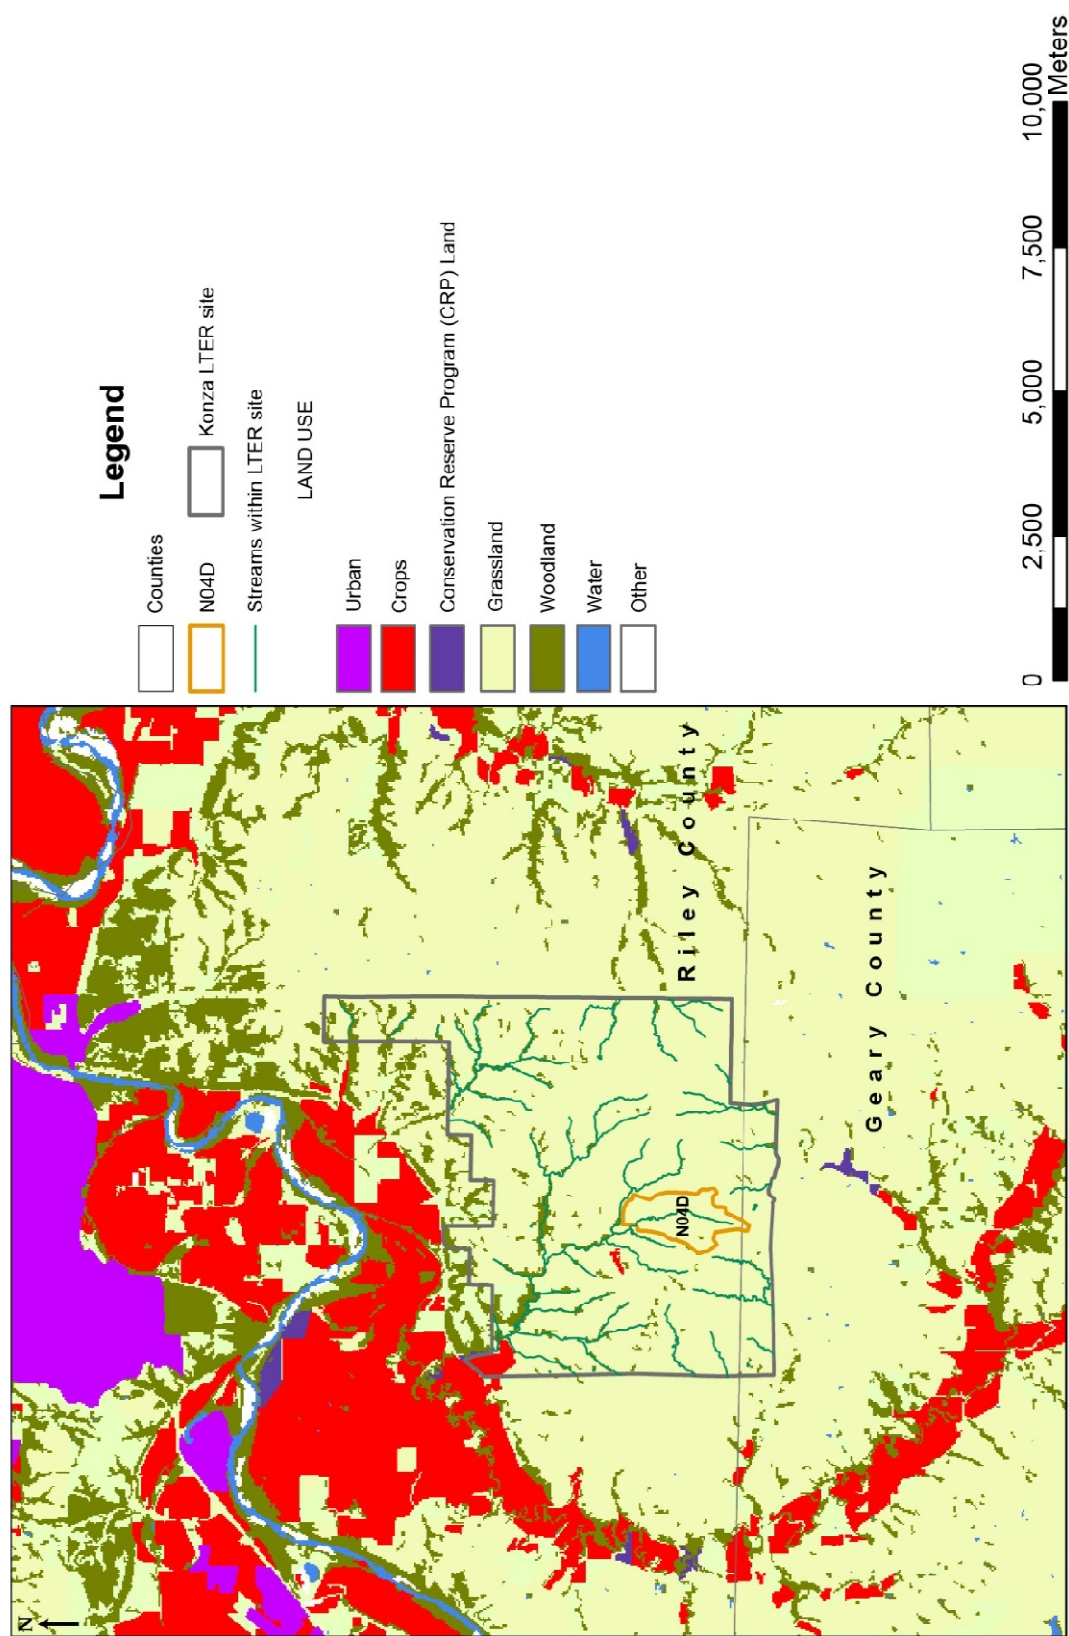 Legend
Counties
N04D
Konza LTER site
Streams within LTER site
LAND USE
Urban
Crops
Conservation Reserve Program (CRP) Land
Grassland
Woodland
Water
Other
0 2,500 5,000 7,500 10,000
Meters
N
N04D
Riley County
Geary County